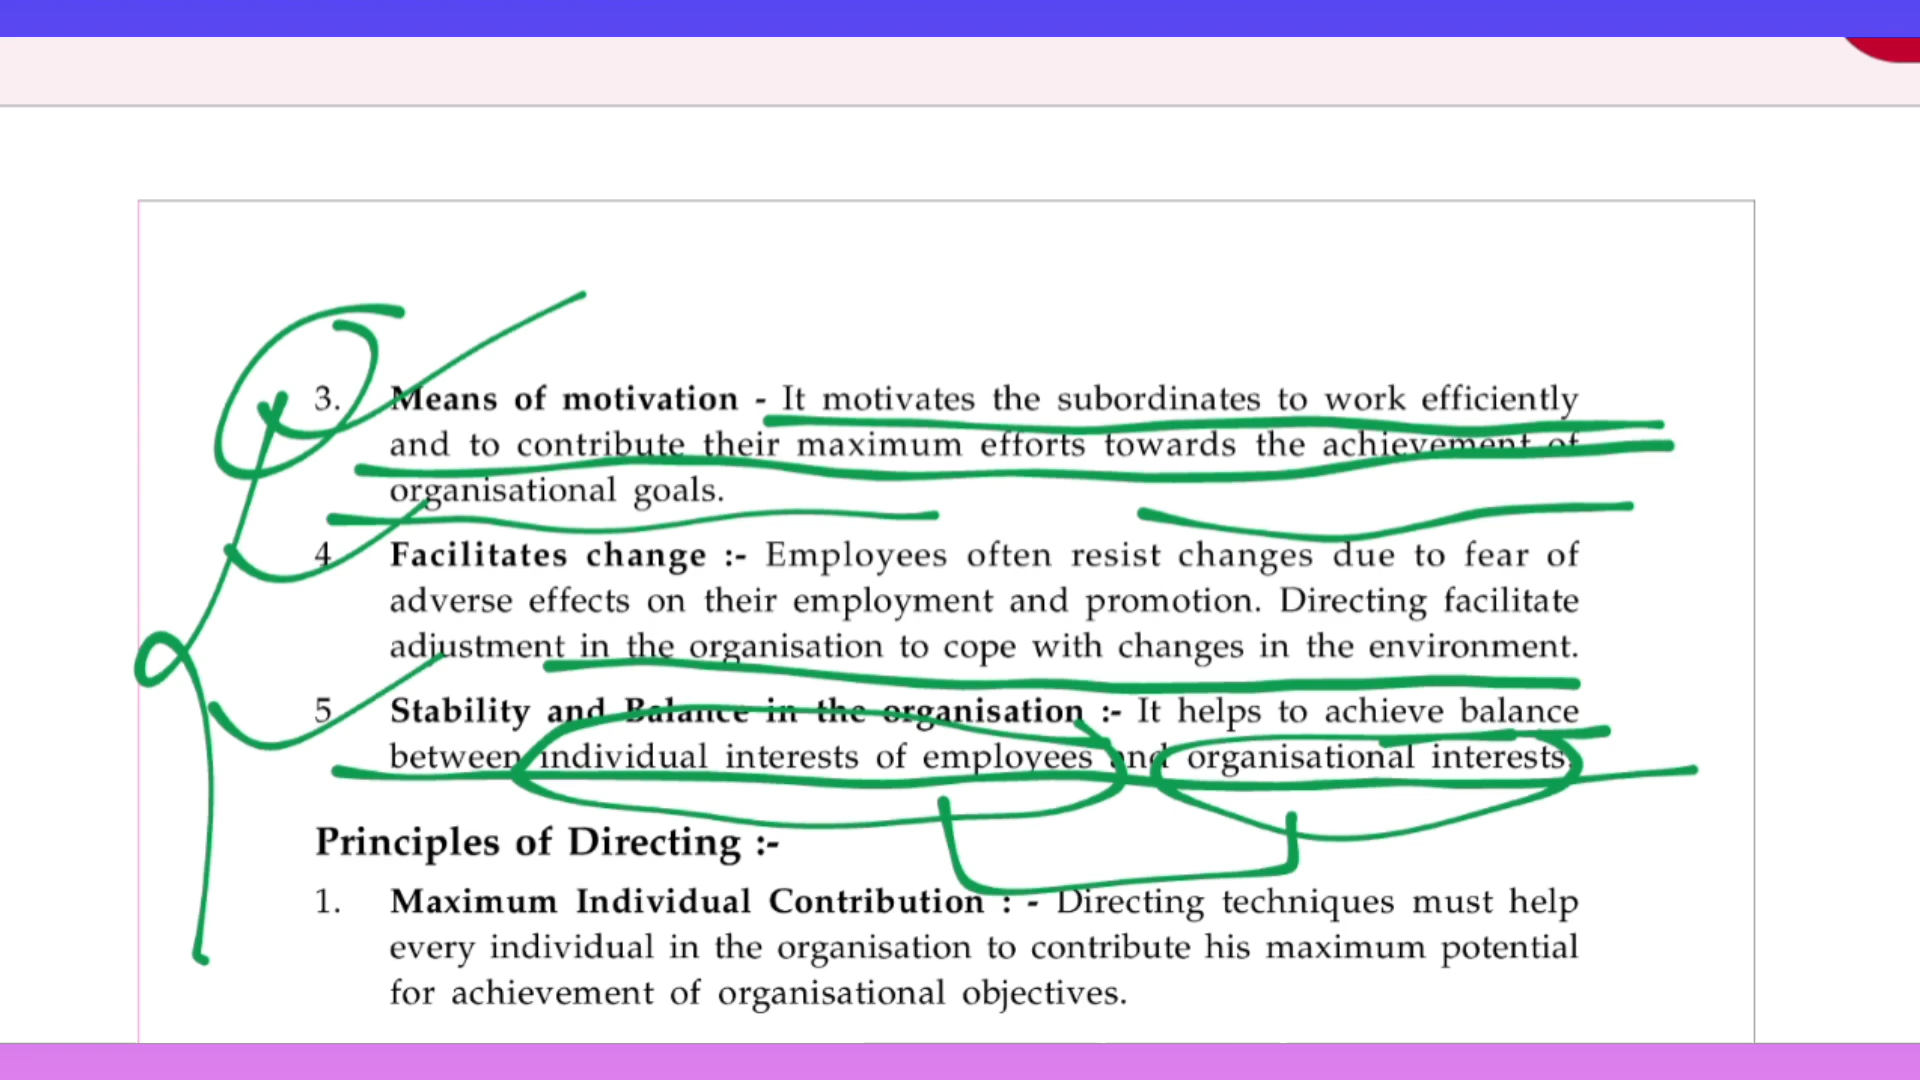 3. Means of motivation - It motivates the subordinates to work efficiently
and to contribute their maximum efforts towards the achievement of
organisational goals.
4 Facilitates change :- Employees often resist changes due to fear of
adverse effects on their employment and promotion. Directing facilitate
adjustment in the organisation to cope with changes in the environment.
5 Stability and Balance in the organisation :- It helps to achieve balance
between individual interests of employees and organisational interests.
Principles of Directing :-
1. Maximum Individual Contribution : - Directing techniques must help
every individual in the organisation to contribute his maximum potential
for achievement of organisational objectives.